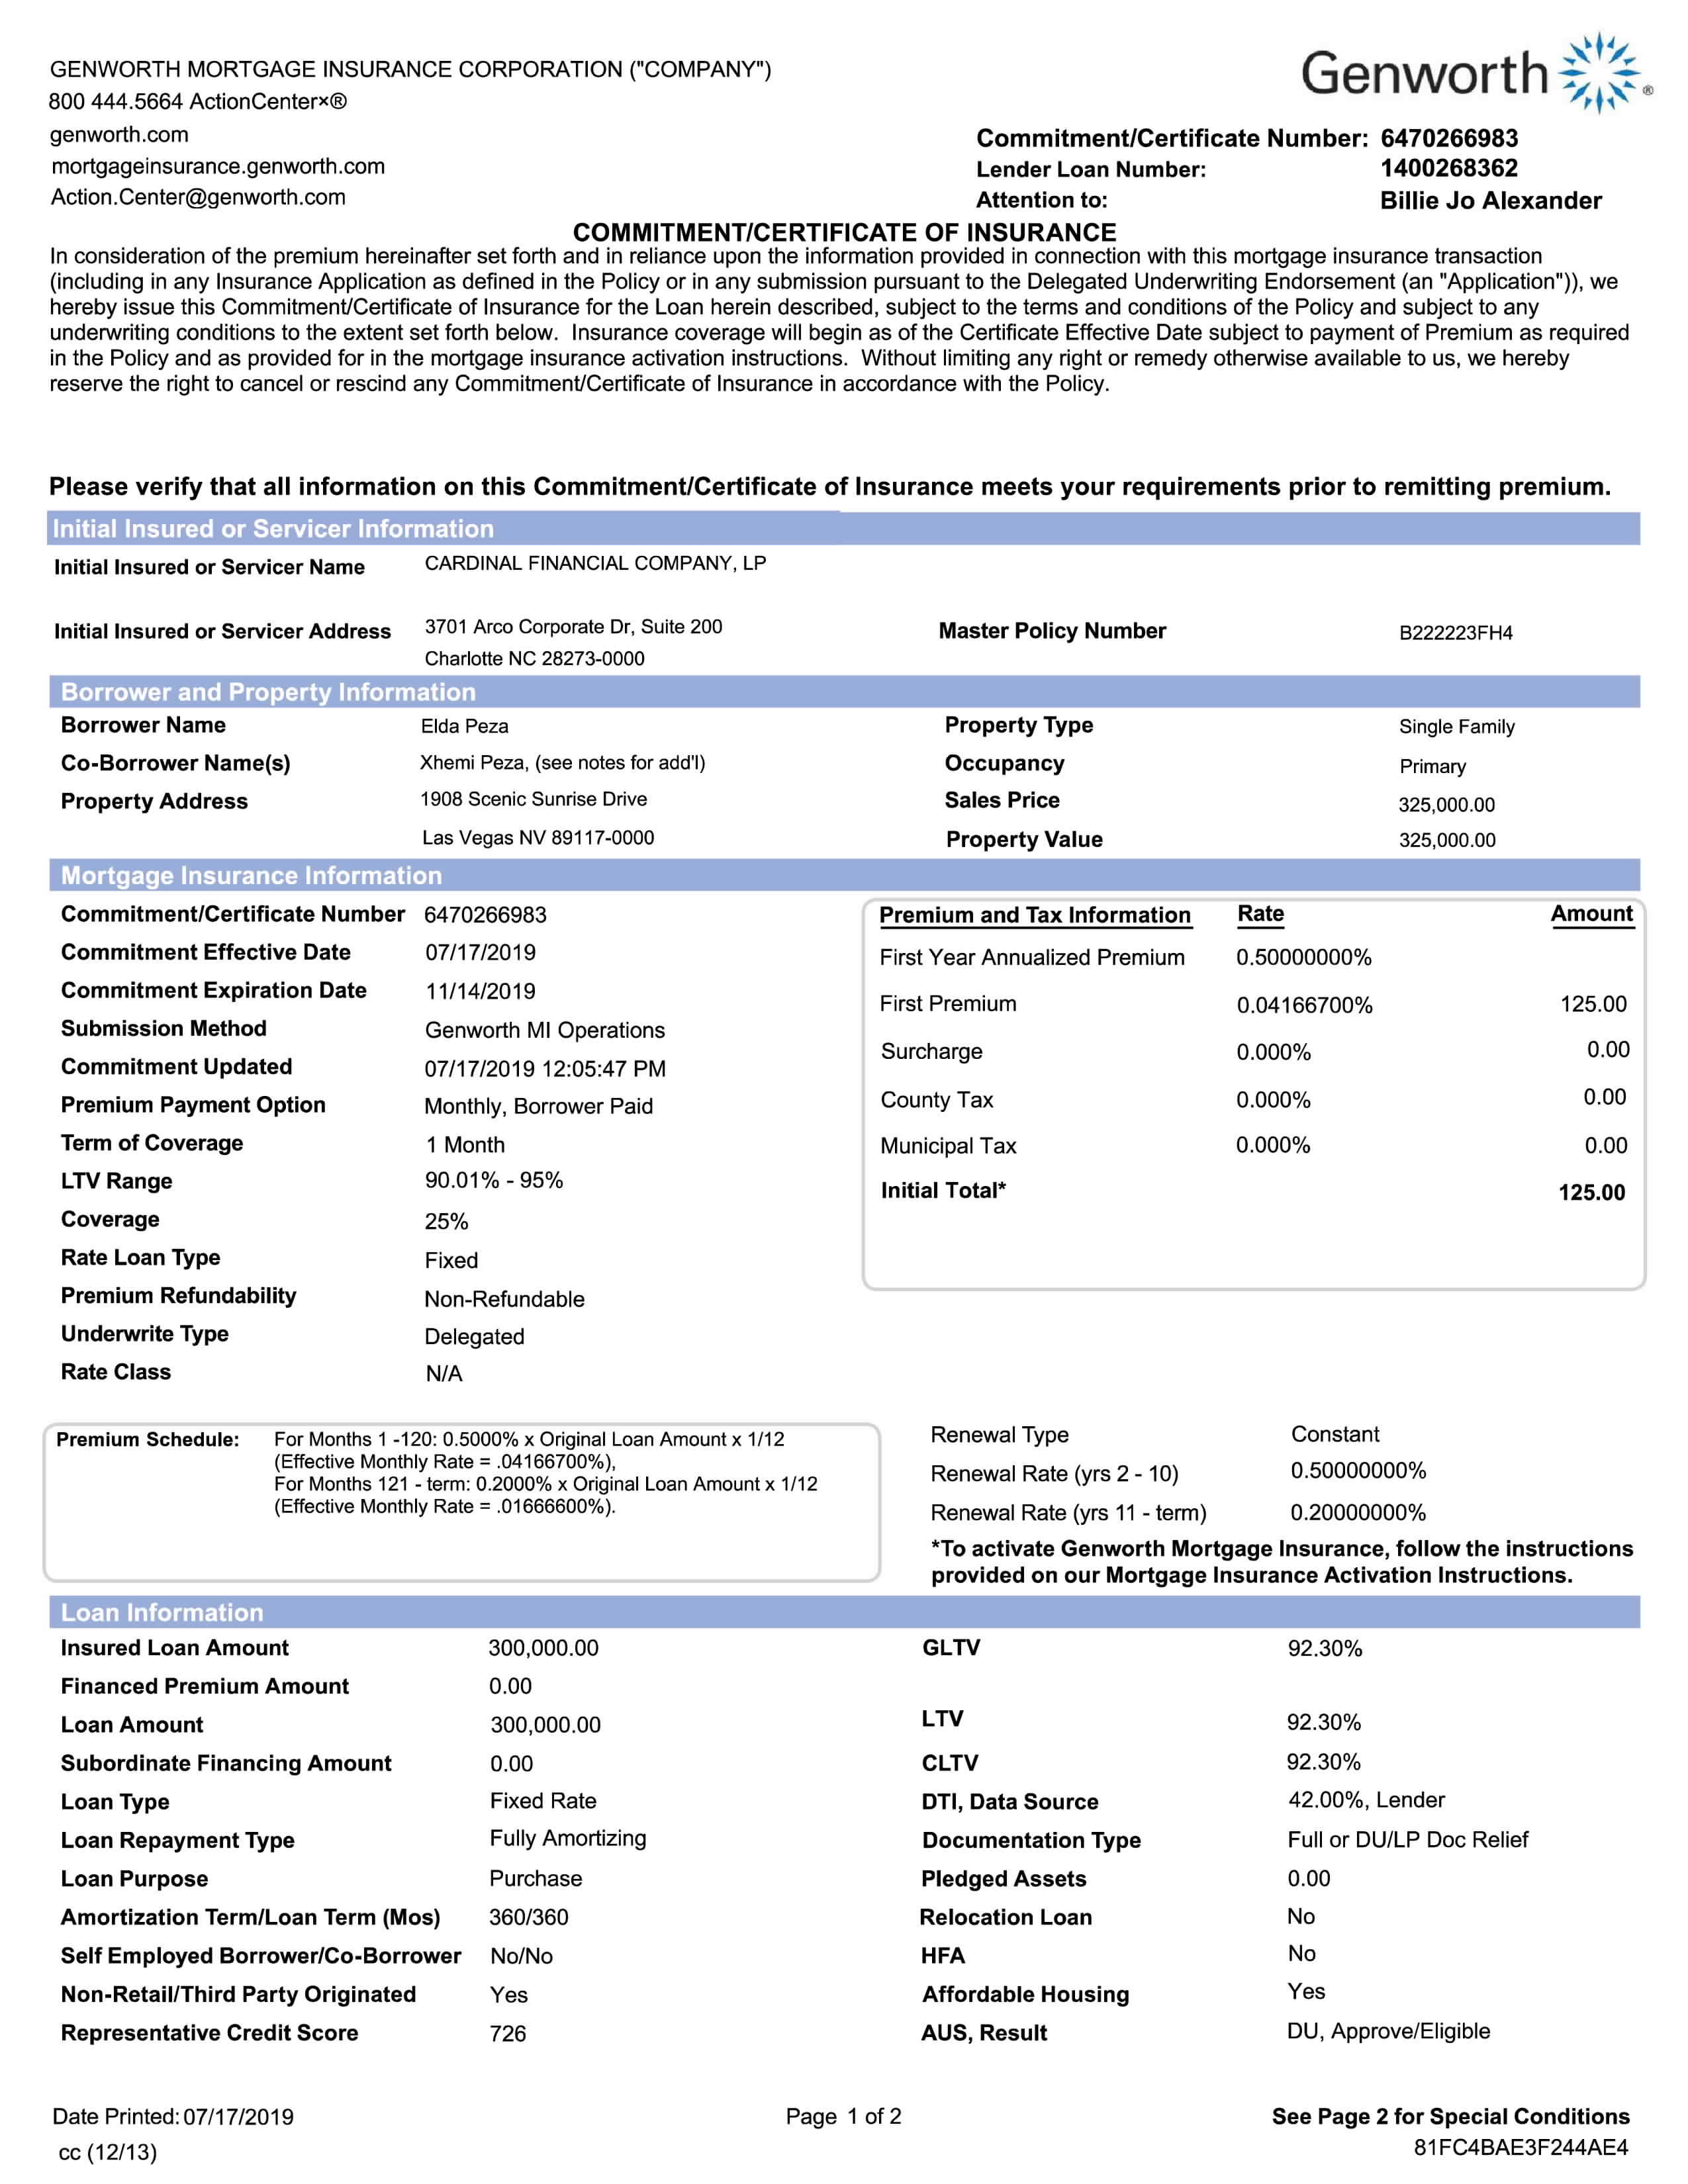 GENWORTH MORTGAGE INSURANCE CORPORATION ("COMPANY")
800 444.5664 ActionCenter×®
genworth.com
mortgageinsurance.genworth.com
Action.Center@genworth.com
Genworth ®
Commitment/Certificate Number: 6470266983
Lender Loan Number: 1400268362
Attention to: Billie Jo Alexander
COMMITMENT/CERTIFICATE OF INSURANCE
In consideration of the premium hereinafter set forth and in reliance upon the information provided in connection with this mortgage insurance transaction
(including in any Insurance Application as defined in the Policy or in any submission pursuant to the Delegated Underwriting Endorsement (an "Application")), we
hereby issue this Commitment/Certificate of Insurance for the Loan herein described, subject to the terms and conditions of the Policy and subject to any
underwriting conditions to the extent set forth below. Insurance coverage will begin as of the Certificate Effective Date subject to payment of Premium as required
in the Policy and as provided for in the mortgage insurance activation instructions. Without limiting any right or remedy otherwise available to us, we hereby
reserve the right to cancel or rescind any Commitment/Certificate of Insurance in accordance with the Policy.
Please verify that all information on this Commitment/Certificate of Insurance meets your requirements prior to remitting premium.
Initial Insured or Servicer Information
Initial Insured or Servicer Name CARDINAL FINANCIAL COMPANY, LP
Initial Insured or Servicer Address 3701 Arco Corporate Dr, Suite 200 Master Policy Number B222223FH4
Charlotte NC 28273-0000
Borrower and Property Information
Borrower Name Elda Peza Property Type Single Family
Co-Borrower Name(s) Xhemi Peza, (see notes for add'l) Occupancy Primary
Property Address 1908 Scenic Sunrise Drive Sales Price 325,000.00
Las Vegas NV 89117-0000 Property Value 325,000.00
Mortgage Insurance Information
Commitment/Certificate Number 6470266983
Commitment Effective Date 07/17/2019
Commitment Expiration Date 11/14/2019
Submission Method Genworth MI Operations
Commitment Updated 07/17/2019 12:05:47 PM
Premium Payment Option Monthly, Borrower Paid
Term of Coverage 1 Month
LTV Range 90.01% - 95%
Coverage 25%
Rate Loan Type Fixed
Premium Refundability Non-Refundable
Underwrite Type Delegated
Rate Class N/A
Premium and Tax Information Rate Amount
First Year Annualized Premium 0.50000000%
First Premium 0.04166700% 125.00
Surcharge 0.000% 0.00
County Tax 0.000% 0.00
Municipal Tax 0.000% 0.00
Initial Total* 125.00
Premium Schedule: For Months 1 -120: 0.5000% x Original Loan Amount x 1/12
(Effective Monthly Rate = .04166700%),
For Months 121 - term: 0.2000% x Original Loan Amount x 1/12
(Effective Monthly Rate = .01666600%).
Renewal Type Constant
Renewal Rate (yrs 2 - 10) 0.50000000%
Renewal Rate (yrs 11 - term) 0.20000000%
*To activate Genworth Mortgage Insurance, follow the instructions
provided on our Mortgage Insurance Activation Instructions.
Loan Information
Insured Loan Amount 300,000.00 GLTV 92.30%
Financed Premium Amount 0.00
Loan Amount 300,000.00 LTV 92.30%
Subordinate Financing Amount 0.00 CLTV 92.30%
Loan Type Fixed Rate DTI, Data Source 42.00%, Lender
Loan Repayment Type Fully Amortizing Documentation Type Full or DU/LP Doc Relief
Loan Purpose Purchase Pledged Assets 0.00
Amortization Term/Loan Term (Mos) 360/360 Relocation Loan No
Self Employed Borrower/Co-Borrower No/No HFA No
Non-Retail/Third Party Originated Yes Affordable Housing Yes
Representative Credit Score 726 AUS, Result DU, Approve/Eligible
Date Printed: 07/17/2019 Page 1 of 2 See Page 2 for Special Conditions
cc (12/13) 81FC4BAE3F244AE4